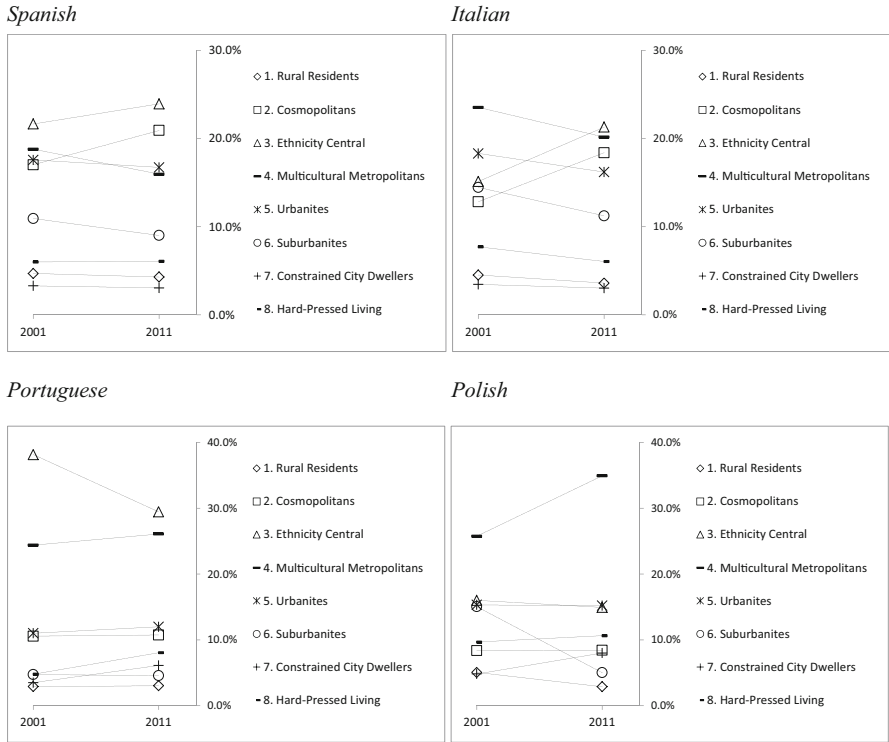 Spanish
30.0%
20.0%
10.0%
0.0%
2001 2011
1. Rural Residents
2. Cosmopolitans
3. Ethnicity Central
4. Multicultural Metropolitans
5. Urbanites
6. Suburbanites
7. Constrained City Dwellers
8. Hard-Pressed Living
Italian
30.0%
20.0%
10.0%
0.0%
2001 2011
1. Rural Residents
2. Cosmopolitans
3. Ethnicity Central
4. Multicultural Metropolitans
5. Urbanites
6. Suburbanites
7. Constrained City Dwellers
8. Hard-Pressed Living
Portuguese
40.0%
30.0%
20.0%
10.0%
0.0%
2001 2011
1. Rural Residents
2. Cosmopolitans
3. Ethnicity Central
4. Multicultural Metropolitans
5. Urbanites
6. Suburbanites
7. Constrained City Dwellers
8. Hard-Pressed Living
Polish
40.0%
30.0%
20.0%
10.0%
0.0%
2001 2011
1. Rural Residents
2. Cosmopolitans
3. Ethnicity Central
4. Multicultural Metropolitans
5. Urbanites
6. Suburbanites
7. Constrained City Dwellers
8. Hard-Pressed Living